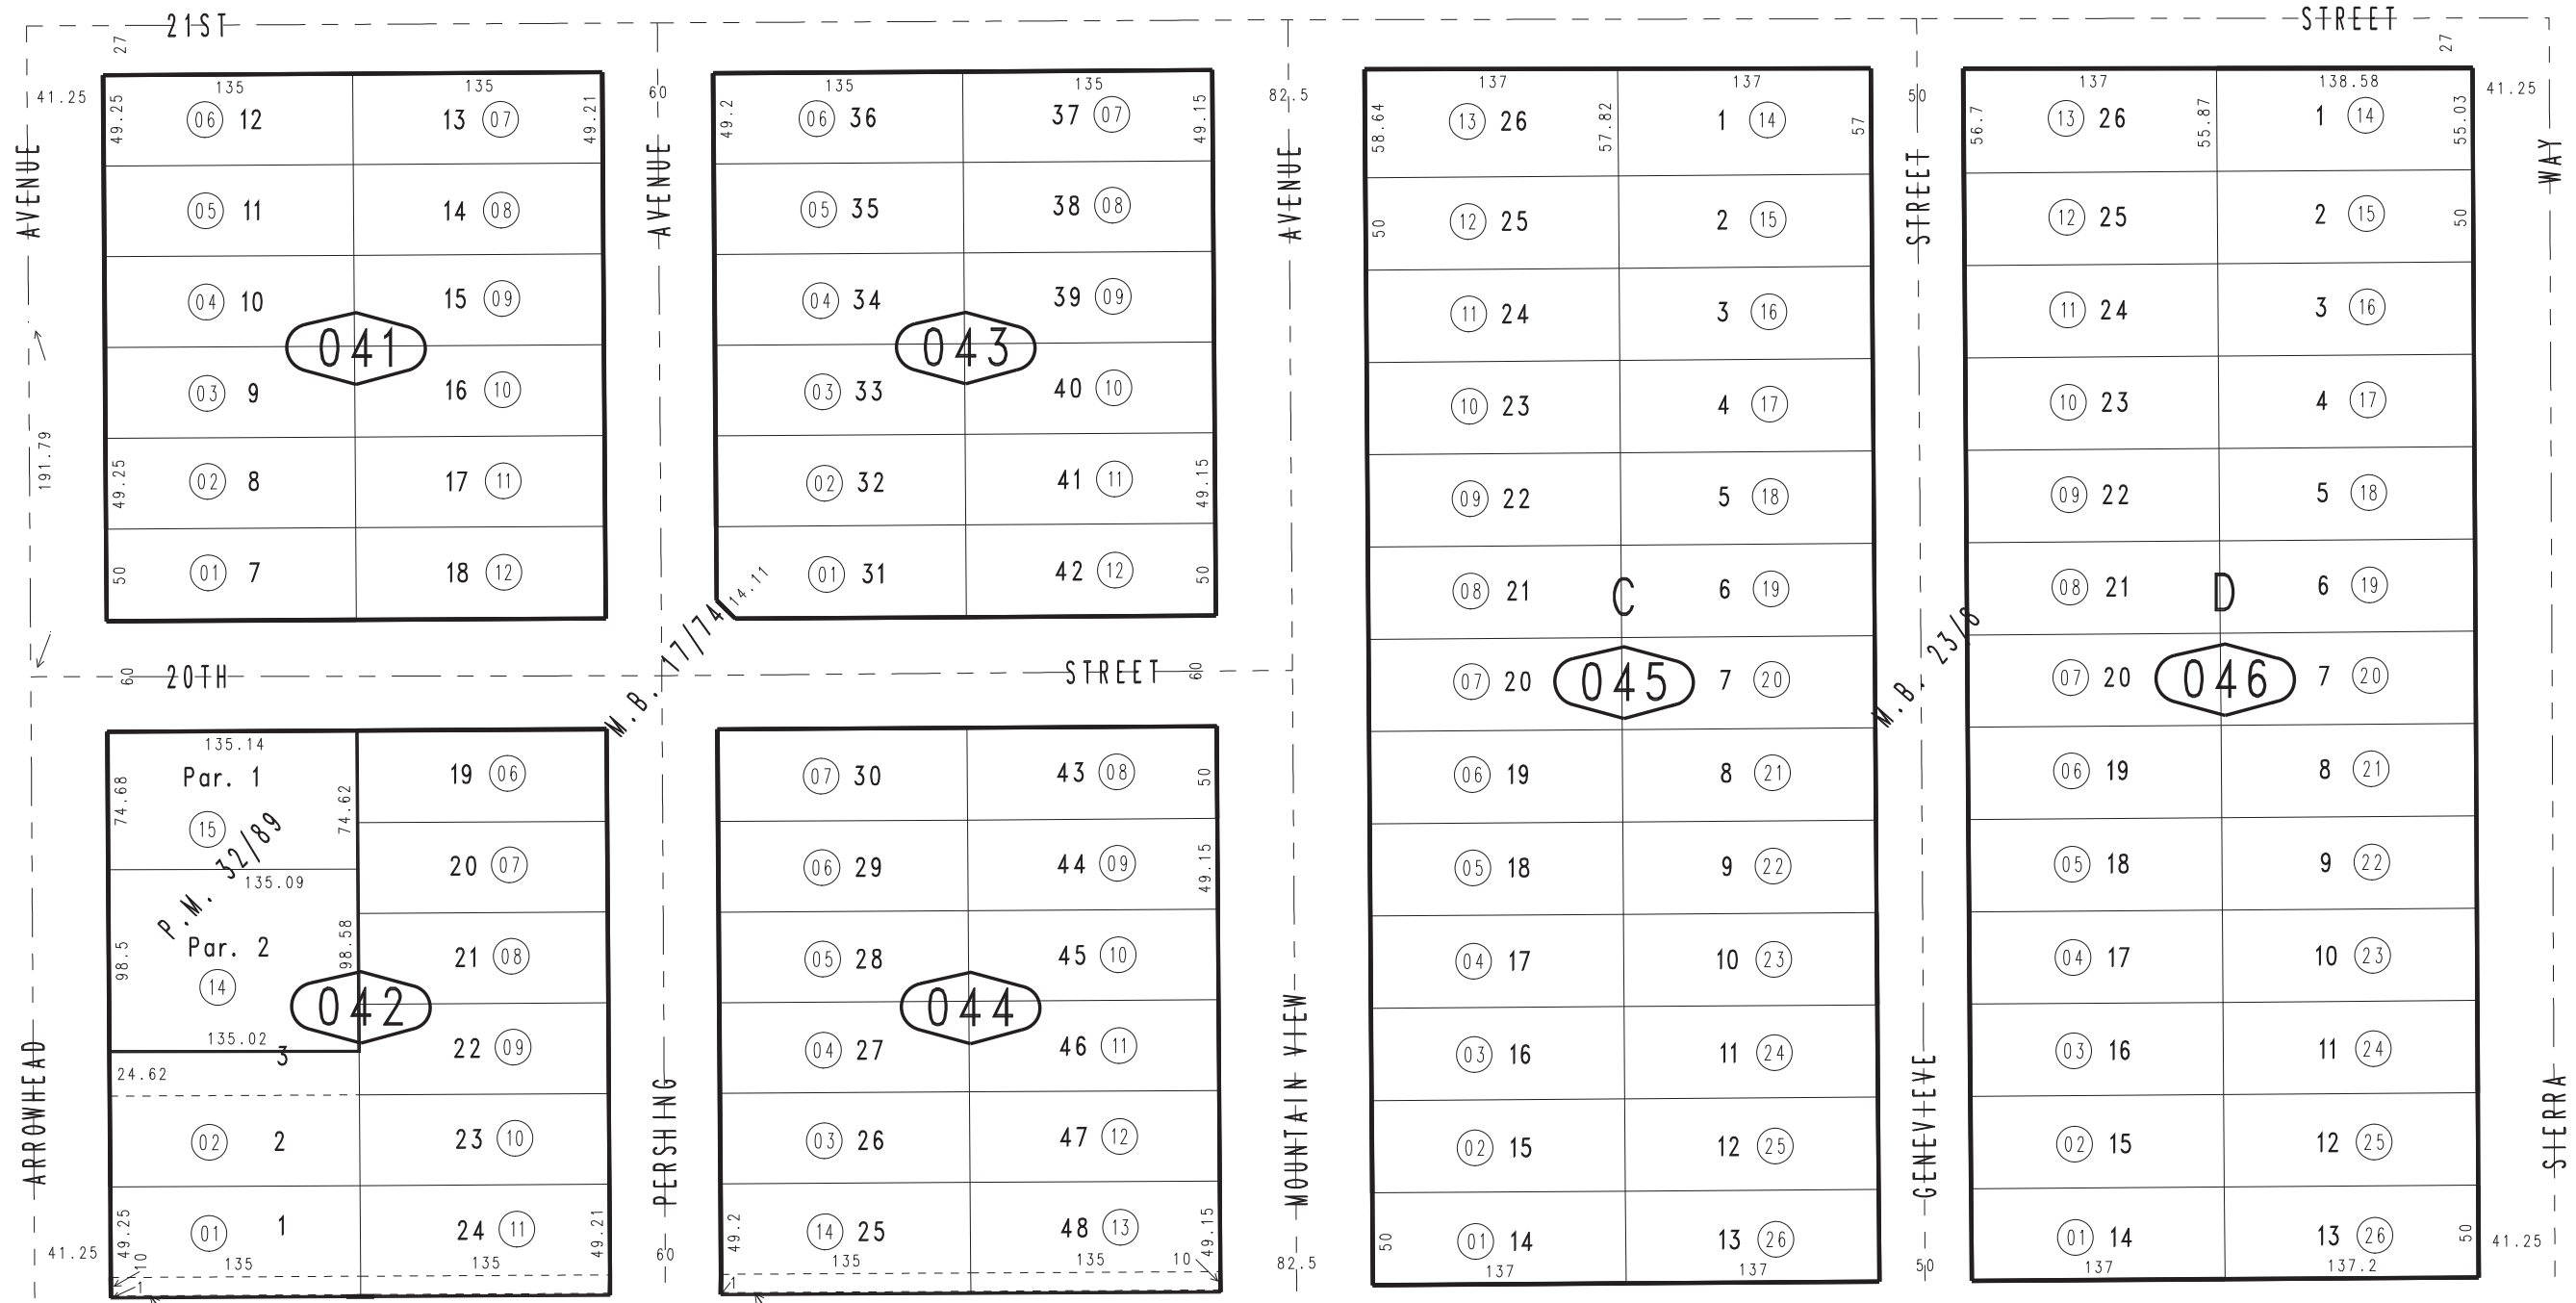 21ST STREET
27 27
41.25 60 82.5 50 41.25
AVENUE AVENUE AVENUE STREET WAY
135 135
49.25 06 12 13 07 49.21
05 11 14 08
04 10 15 09
041
03 9 16 10
49.25 02 8 17 11
50 01 7 18 12
191.79
135 135
49.2 06 36 37 07 49.15
05 35 38 08
04 34 39 09
043
03 33 40 10
02 32 41 11 49.15
14.11 01 31 42 12 50
137 137
58.64 13 26 57.82 1 14 57
50 12 25 2 15
11 24 3 16
10 23 4 17
09 22 5 18
08 21 C 6 19
07 20 045 7 20
06 19 8 21
05 18 9 22
04 17 10 23
03 16 11 24
02 15 12 25
50 01 14 13 26
137 137
137 138.58
56.7 13 26 55.87 1 14 55.03
12 25 2 15 50
11 24 3 16
10 23 4 17
09 22 5 18
08 21 D 6 19
07 20 046 7 20
06 19 8 21
05 18 9 22
04 17 10 23
03 16 11 24
02 15 12 25
01 14 13 26 50
137 137.2
60 20TH STREET 60
M.B. 17/74
M.B. 23/8
135.14
74.68 Par. 1 74.62
15
P.M. 32/89
135.09
98.5 Par. 2 98.58
14
135.02
3
24.62
02 2
49.25 01 1
10 135 135
1
042
19 06
20 07
21 08
22 09
23 10
24 11 49.21
07 30 43 08 50
06 29 44 09 49.15
05 28 45 10
044
04 27 46 11
03 26 47 12
49.2 14 25 48 13 49.15
135 135 10
1
ARROWHEAD PERSHING MOUNTAIN VIEW GENEVIEVE SIERRA
41.25 60 82.5 50 41.25